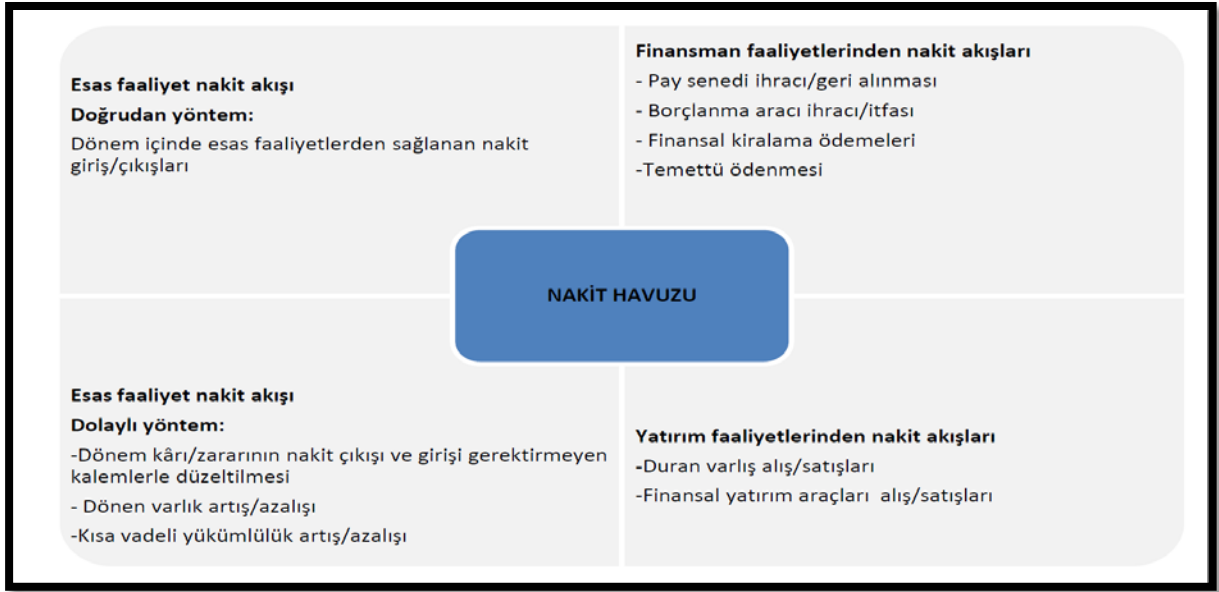 Esas faaliyet nakit akışı
Doğrudan yöntem:
Dönem içinde esas faaliyetlerden sağlanan nakit
giriş/çıkışları
Finansman faaliyetlerinden nakit akışları
- Pay senedi ihracı/geri alınması
- Borçlanma aracı ihracı/itfası
- Finansal kiralama ödemeleri
-Temettü ödenmesi
NAKİT HAVUZU
Esas faaliyet nakit akışı
Dolaylı yöntem:
-Dönem kârı/zararının nakit çıkışı ve girişi gerektirmeyen
kalemlerle düzeltilmesi
- Dönen varlık artış/azalışı
-Kısa vadeli yükümlülük artış/azalışı
Yatırım faaliyetlerinden nakit akışları
-Duran varlış alış/satışları
-Finansal yatırım araçları alış/satışları